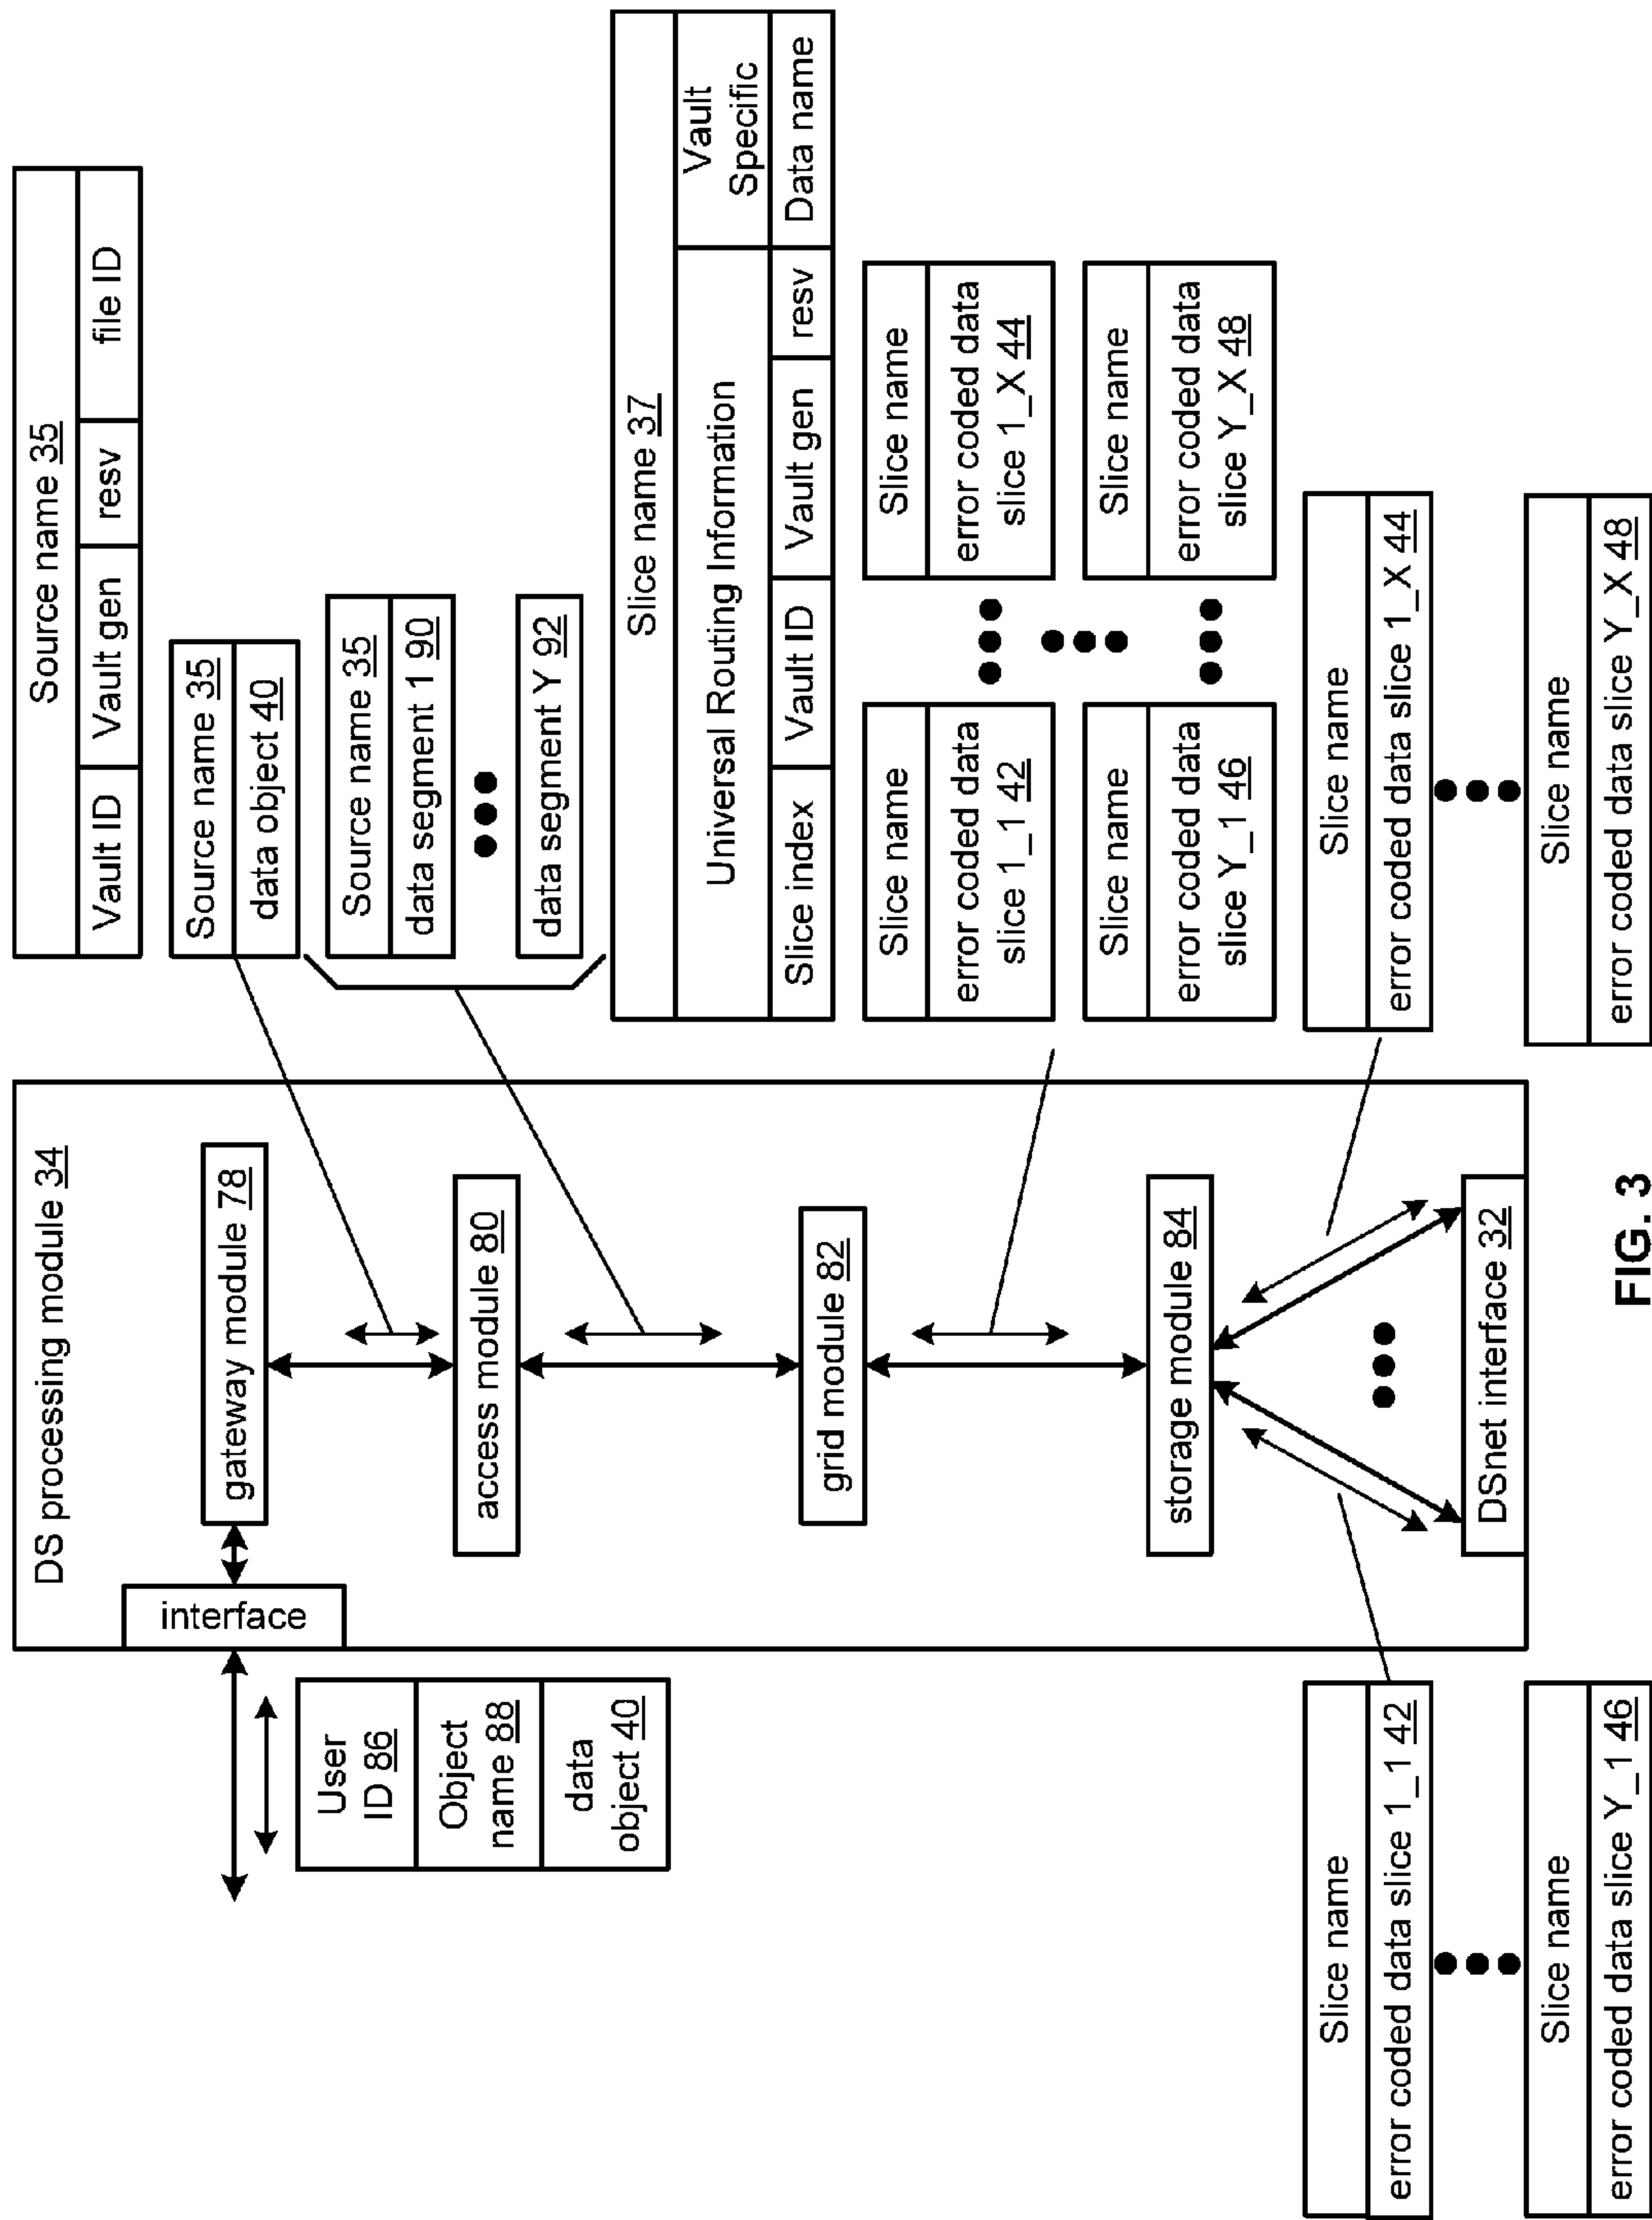 DS processing module 34
interface
gateway module 78
access module 80
grid module 82
storage module 84
DSnet interface 32
User
ID 86
Object
name 88
data
object 40
Source name 35
Vault ID
Vault gen
resv
file ID
Source name 35
data object 40
Source name 35
data segment 1 90
data segment Y 92
Slice name 37
Universal Routing Information
Vault
Specific
Slice index
Vault ID
Vault gen
resv
Data name
Slice name
error coded data
slice 1_1 42
Slice name
error coded data
slice 1_X 44
Slice name
error coded data
slice Y_1 46
Slice name
error coded data
slice Y_X 48
Slice name
error coded data slice 1_1 42
Slice name
error coded data slice Y_1 46
Slice name
error coded data slice 1_X 44
Slice name
error coded data slice Y_X 48
FIG. 3